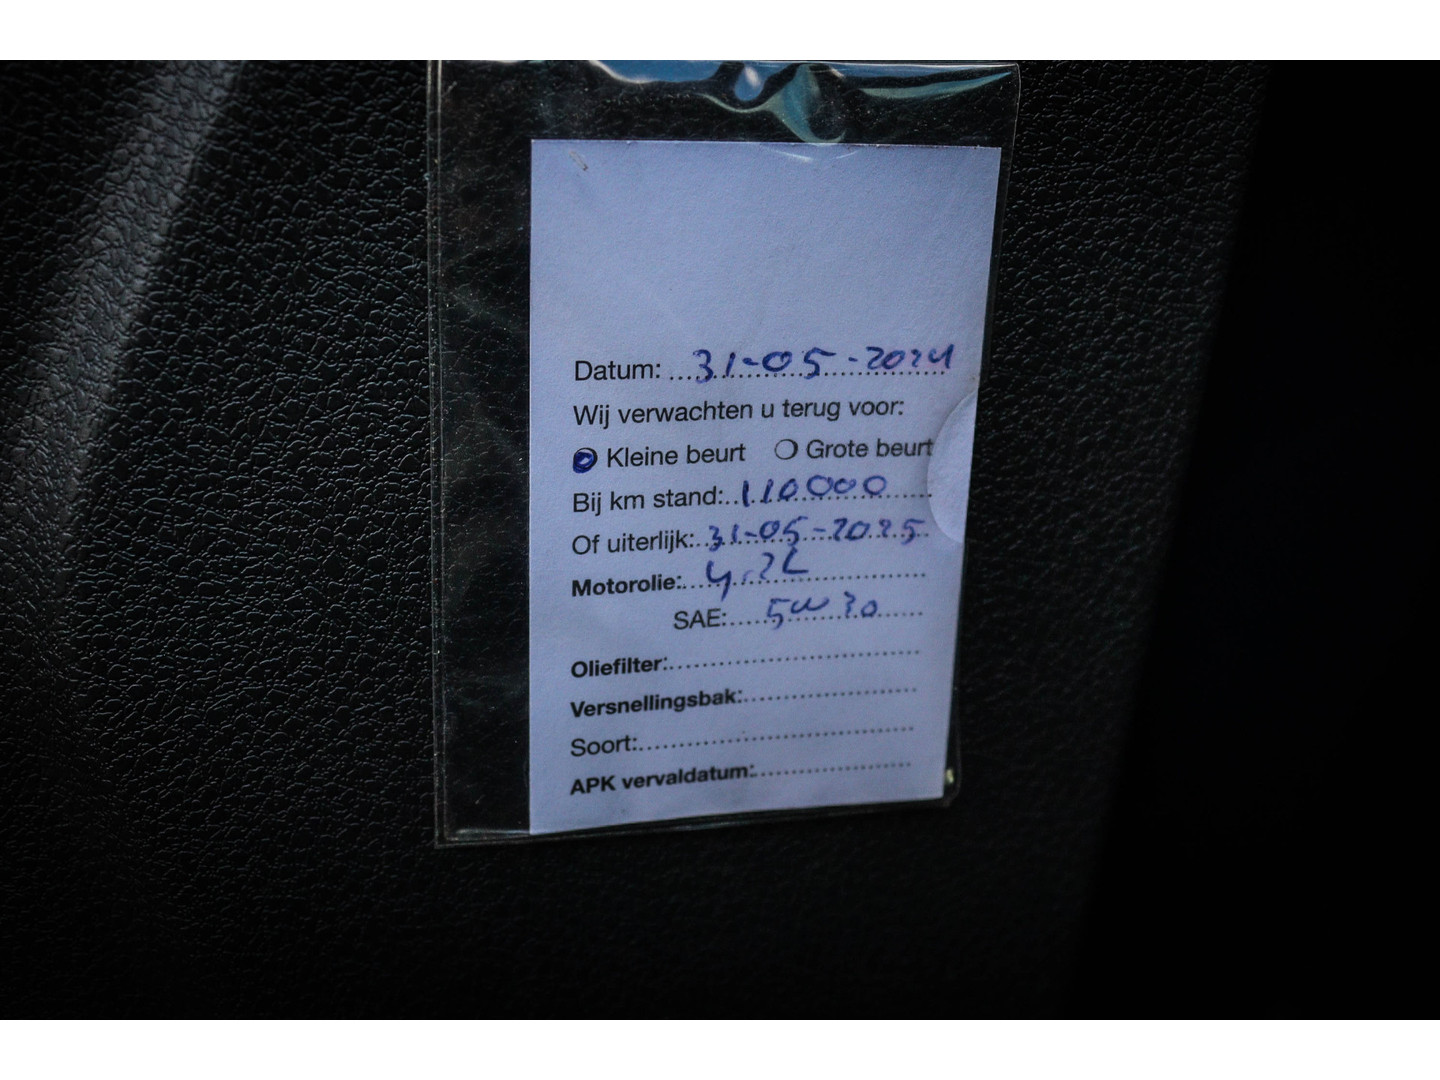 Datum: 31-05-2024
Wij verwachten u terug voor:
Kleine beurt Grote beurt
Bij km stand: 110000
Of uiterlijk: 31-05-2025
Motorolie: 4,2L
SAE: 5W30
Oliefilter:
Versnellingsbak:
Soort:
APK vervaldatum: